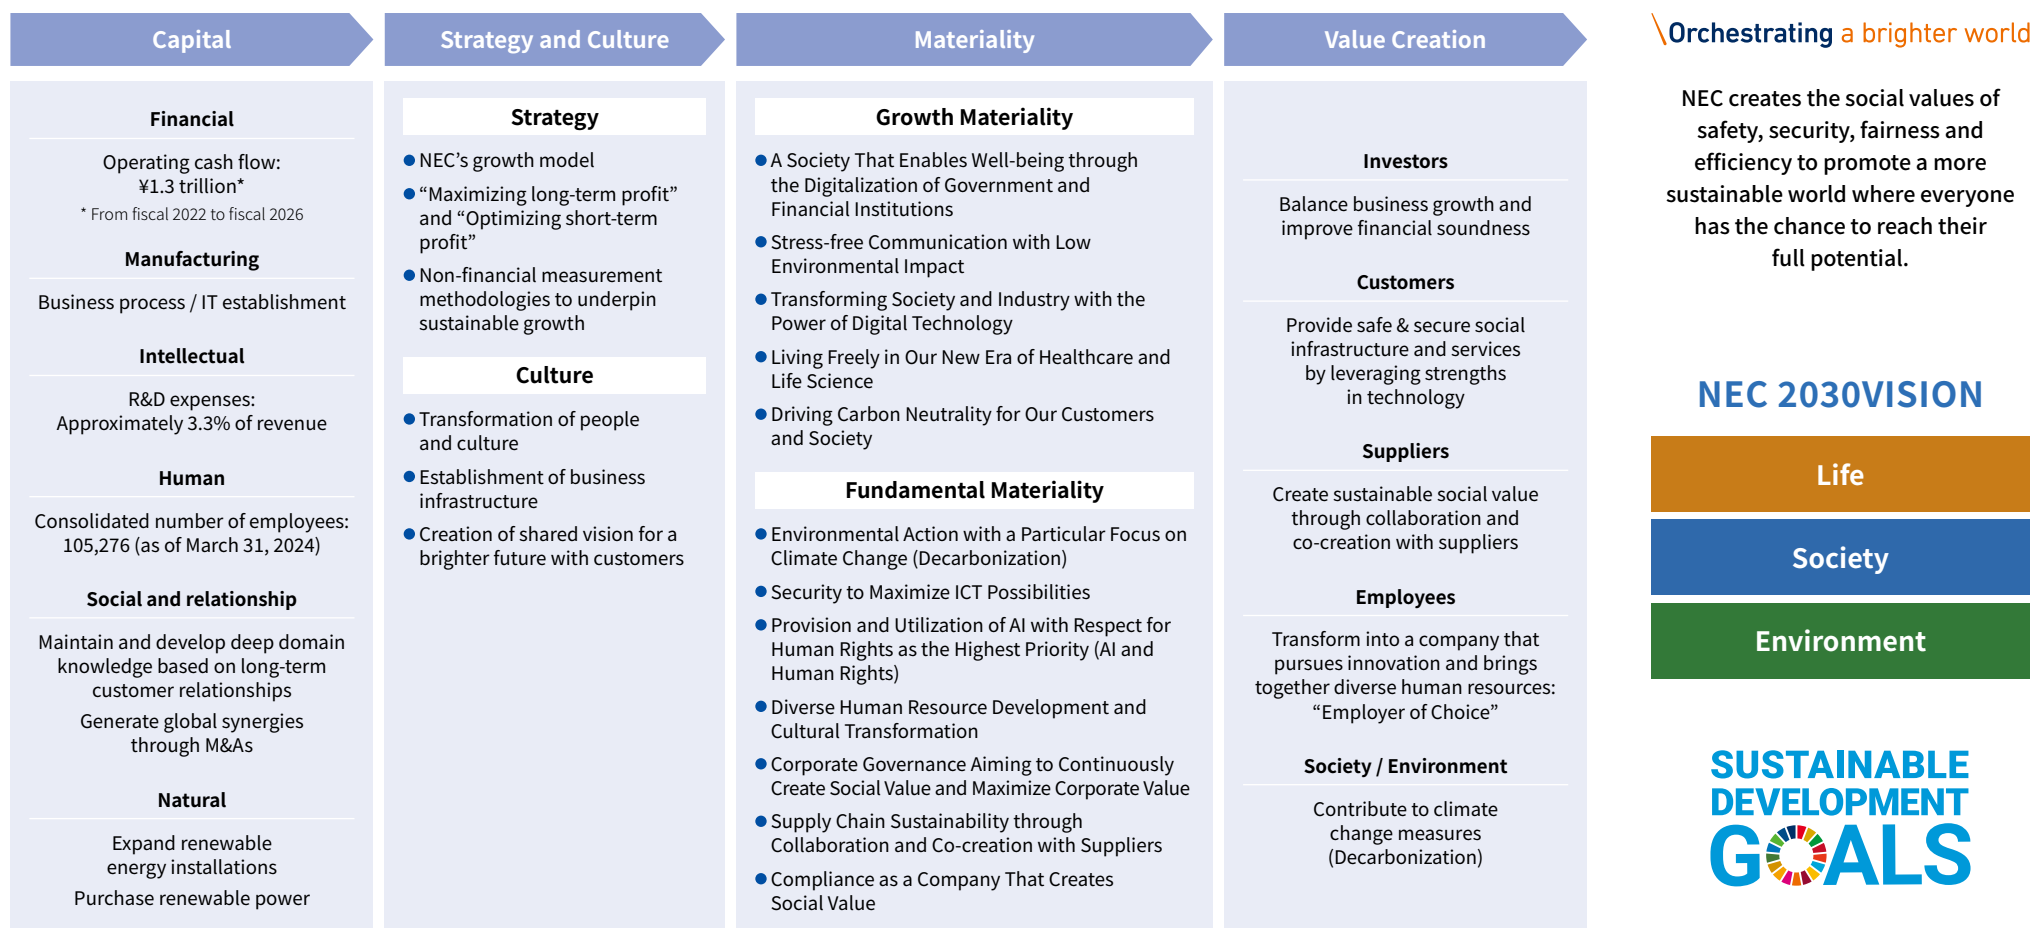 Capital
Financial
Operating cash flow:
¥1.3 trillion*
* From fiscal 2022 to fiscal 2026
Manufacturing
Business process / IT establishment
Intellectual
R&D expenses:
Approximately 3.3% of revenue
Human
Consolidated number of employees:
105,276 (as of March 31, 2024)
Social and relationship
Maintain and develop deep domain
knowledge based on long-term
customer relationships
Generate global synergies
through M&As
Natural
Expand renewable
energy installations
Purchase renewable power
Strategy and Culture
Strategy
● NEC’s growth model
● “Maximizing long-term profit”
and “Optimizing short-term
profit”
● Non-financial measurement
methodologies to underpin
sustainable growth
Culture
● Transformation of people
and culture
● Establishment of business
infrastructure
● Creation of shared vision for a
brighter future with customers
Materiality
Growth Materiality
● A Society That Enables Well-being through
the Digitalization of Government and
Financial Institutions
● Stress-free Communication with Low
Environmental Impact
● Transforming Society and Industry with the
Power of Digital Technology
● Living Freely in Our New Era of Healthcare and
Life Science
● Driving Carbon Neutrality for Our Customers
and Society
Fundamental Materiality
● Environmental Action with a Particular Focus on
Climate Change (Decarbonization)
● Security to Maximize ICT Possibilities
● Provision and Utilization of AI with Respect for
Human Rights as the Highest Priority (AI and
Human Rights)
● Diverse Human Resource Development and
Cultural Transformation
● Corporate Governance Aiming to Continuously
Create Social Value and Maximize Corporate Value
● Supply Chain Sustainability through
Collaboration and Co-creation with Suppliers
● Compliance as a Company That Creates
Social Value
Value Creation
Investors
Balance business growth and
improve financial soundness
Customers
Provide safe & secure social
infrastructure and services
by leveraging strengths
in technology
Suppliers
Create sustainable social value
through collaboration and
co-creation with suppliers
Employees
Transform into a company that
pursues innovation and brings
together diverse human resources:
“Employer of Choice”
Society / Environment
Contribute to climate
change measures
(Decarbonization)
\Orchestrating a brighter world
NEC creates the social values of
safety, security, fairness and
efficiency to promote a more
sustainable world where everyone
has the chance to reach their
full potential.
NEC 2030VISION
Life
Society
Environment
SUSTAINABLE
DEVELOPMENT
GOALS